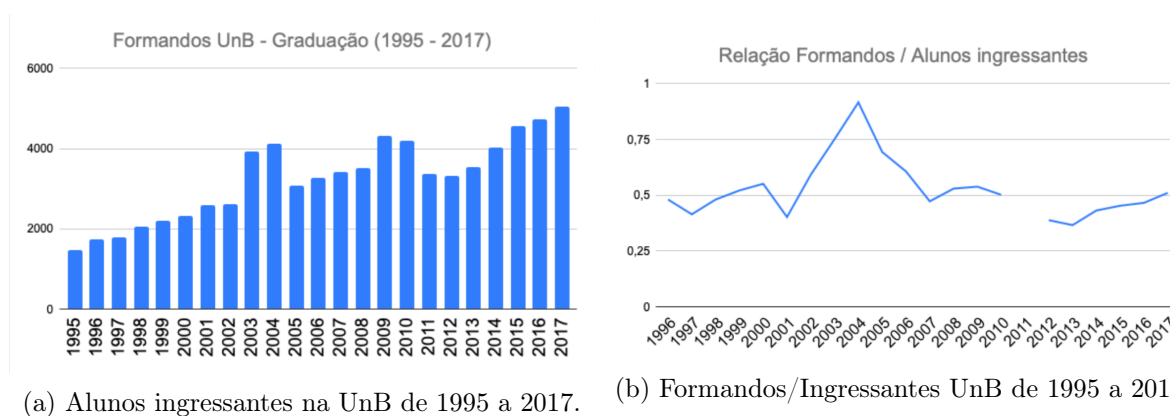 Formandos UnB - Graduação (1995 - 2017)
6000
4000
2000
0
1995 1996 1997 1998 1999 2000 2001 2002 2003 2004 2005 2006 2007 2008 2009 2010 2011 2012 2013 2014 2015 2016 2017
(a) Alunos ingressantes na UnB de 1995 a 2017.
Relação Formandos / Alunos ingressantes
1
0,75
0,5
0,25
0
1996 1997 1998 1999 2000 2001 2002 2003 2004 2005 2006 2007 2008 2009 2010 2011 2012 2013 2014 2015 2016 2017
(b) Formandos/Ingressantes UnB de 1995 a 201